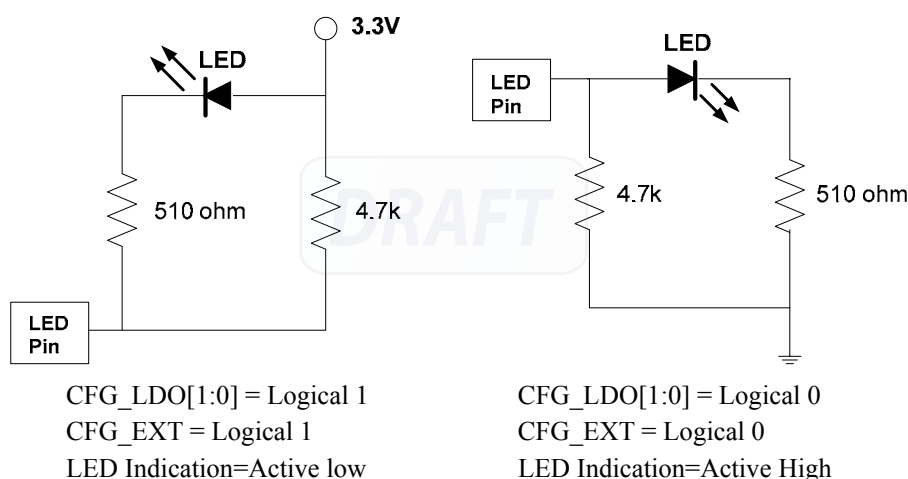 3.3V
LED
510 ohm
4.7k
LED
Pin
CFG_LDO[1:0] = Logical 1
CFG_EXT = Logical 1
LED Indication=Active low
LED
LED
Pin
4.7k
510 ohm
CFG_LDO[1:0] = Logical 0
CFG_EXT = Logical 0
LED Indication=Active High
DRAFT